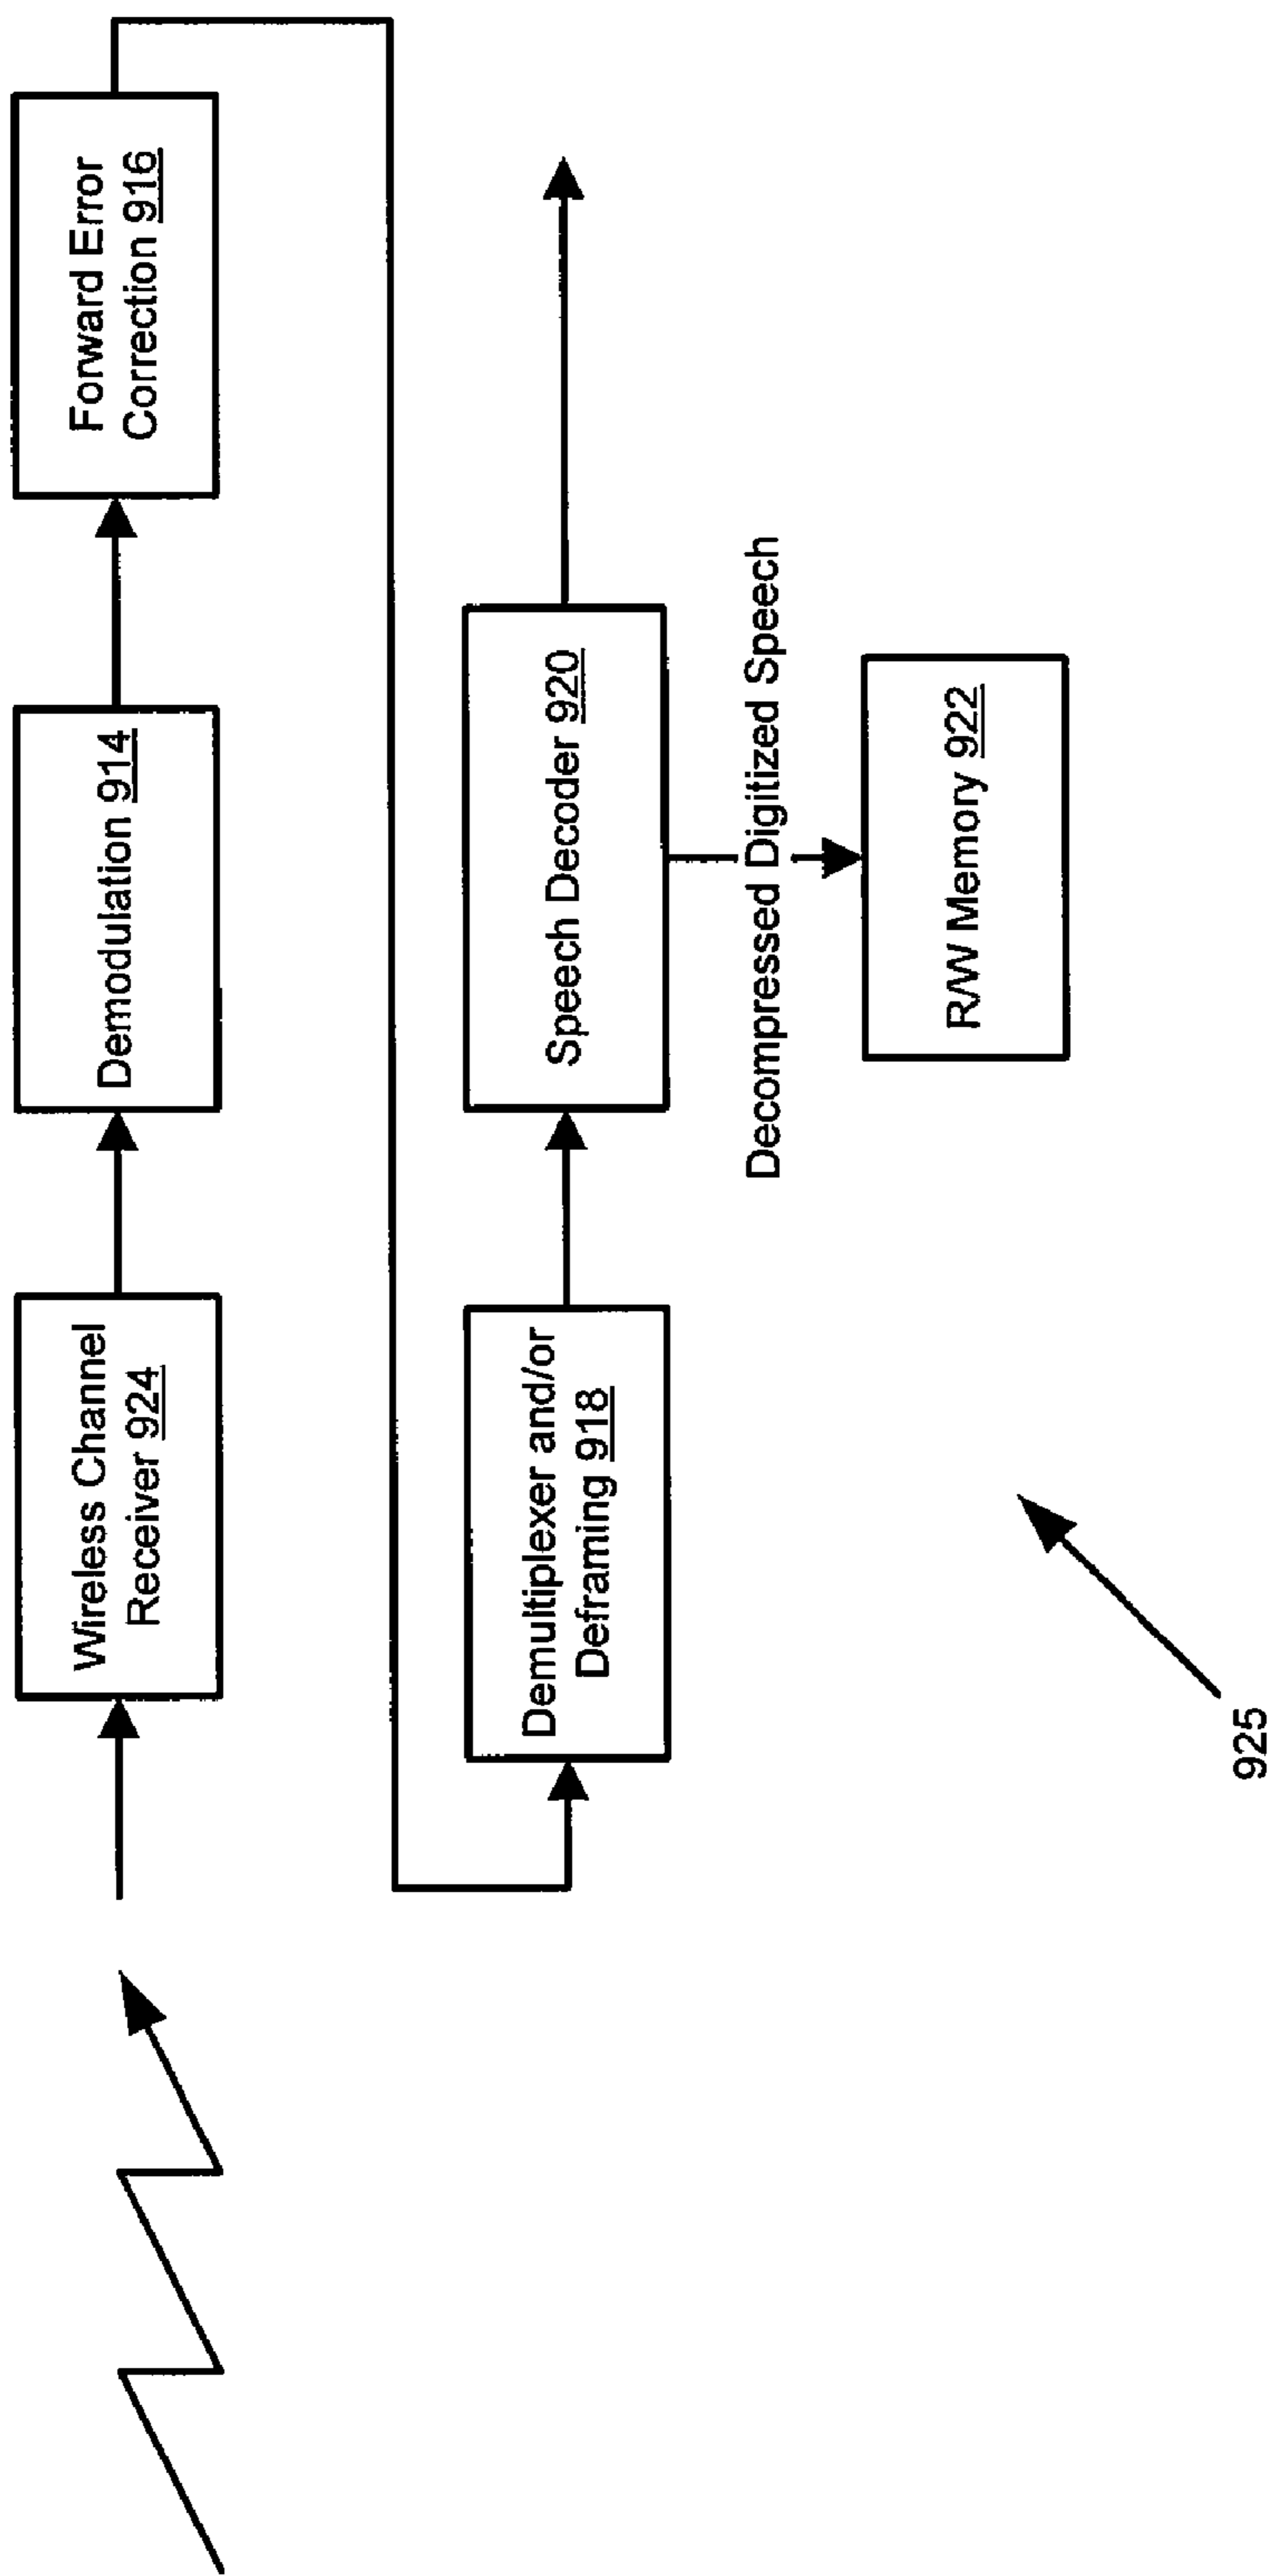 Wireless Channel
Receiver 924
Demodulation 914
Forward Error
Correction 916
Demultiplexer and/or
Deframing 918
Speech Decoder 920
Decompressed Digitized Speech
R/W Memory 922
925